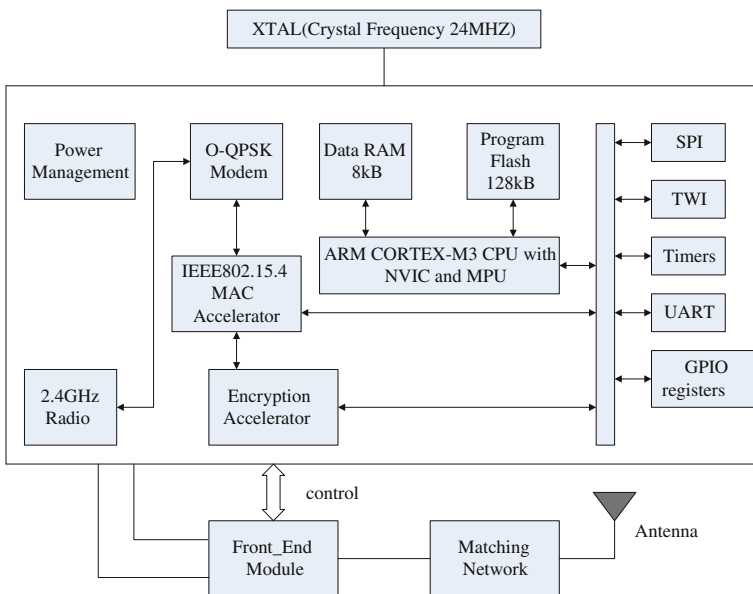 XTAL(Crystal Frequency 24MHZ)
Power
Management
O-QPSK
Modem
Data RAM
8kB
Program
Flash
128kB
SPI
TWI
ARM CORTEX-M3 CPU with
NVIC and MPU
Timers
IEEE802.15.4
MAC
Accelerator
UART
2.4GHz
Radio
Encryption
Accelerator
GPIO
registers
control
Front_End
Module
Matching
Network
Antenna